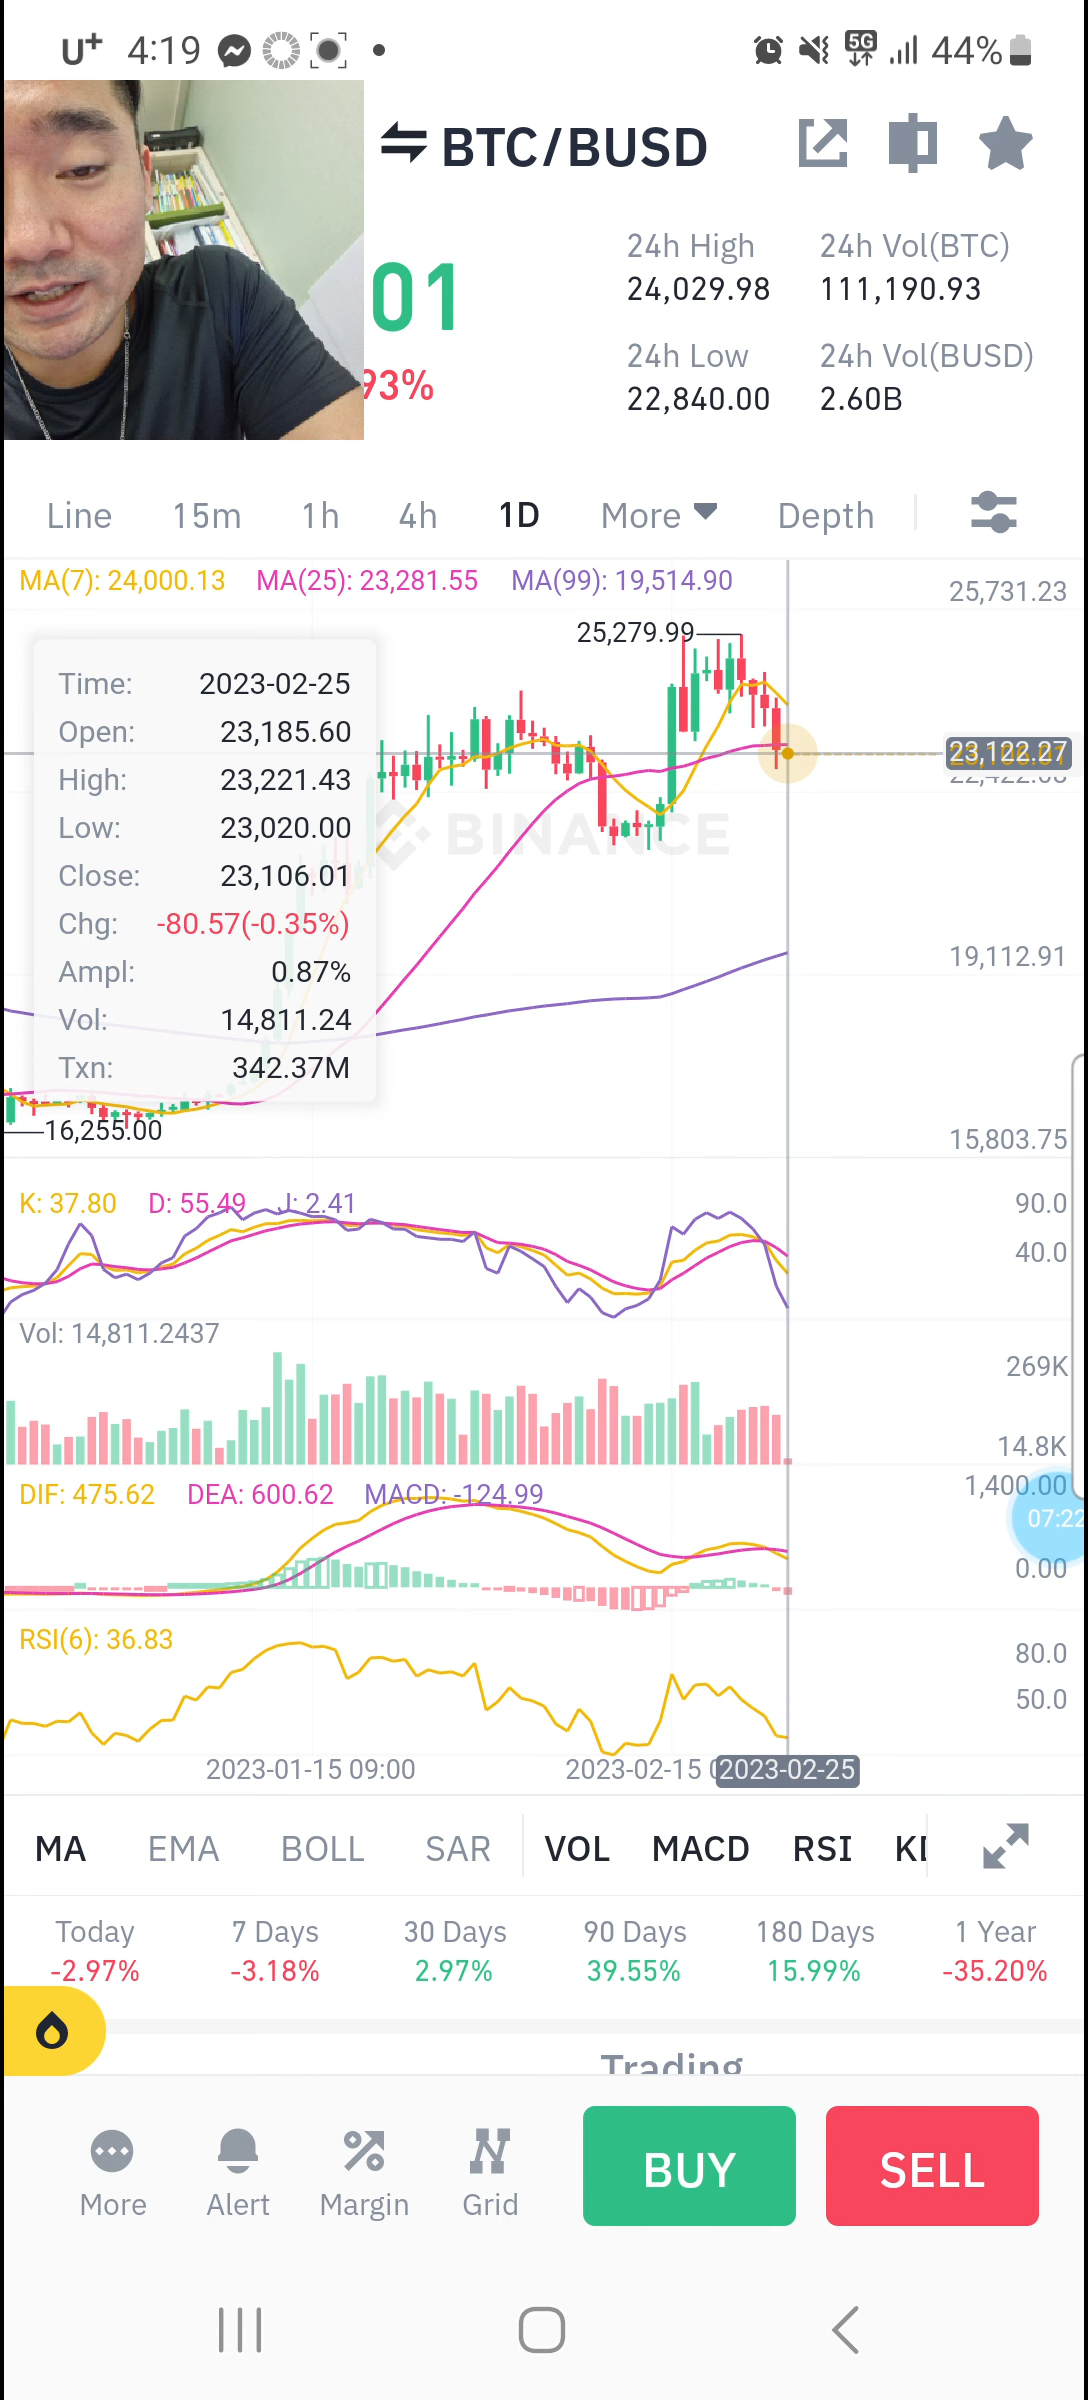 U+ 4:19 5G 44%
BTC/BUSD
01
93%
24h High 24h Vol(BTC)
24,029.98 111,190.93
24h Low 24h Vol(BUSD)
22,840.00 2.60B
Line 15m 1h 4h 1D More Depth
MA(7): 24,000.13 MA(25): 23,281.55 MA(99): 19,514.90
25,731.23
25,279.99
Time: 2023-02-25
Open: 23,185.60
High: 23,221.43
Low: 23,020.00
Close: 23,106.01
Chg: -80.57(-0.35%)
Ampl: 0.87%
Vol: 14,811.24
Txn: 342.37M
23,122.27
BINANCE
19,112.91
16,255.00
15,803.75
K: 37.80 D: 55.49 J: 2.41
90.0
40.0
Vol: 14,811.2437
269K
14.8K
DIF: 475.62 DEA: 600.62 MACD: -124.99
1,400.00
07:22
0.00
RSI(6): 36.83
80.0
50.0
2023-01-15 09:00 2023-02-15 2023-02-25
MA EMA BOLL SAR VOL MACD RSI
Today 7 Days 30 Days 90 Days 180 Days 1 Year
-2.97% -3.18% 2.97% 39.55% 15.99% -35.20%
Trading
More Alert Margin Grid BUY SELL